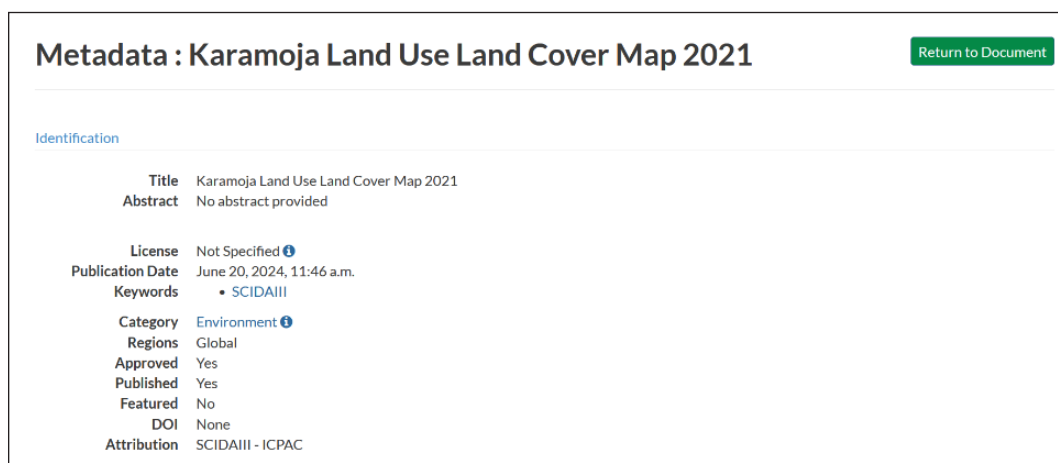 Metadata : Karamoja Land Use Land Cover Map 2021
Return to Document
Identification
Title Karamoja Land Use Land Cover Map 2021
Abstract No abstract provided
License Not Specified
Publication Date June 20, 2024, 11:46 a.m.
Keywords • SCIDAIII
Category Environment
Regions Global
Approved Yes
Published Yes
Featured No
DOI None
Attribution SCIDAIII - ICPAC